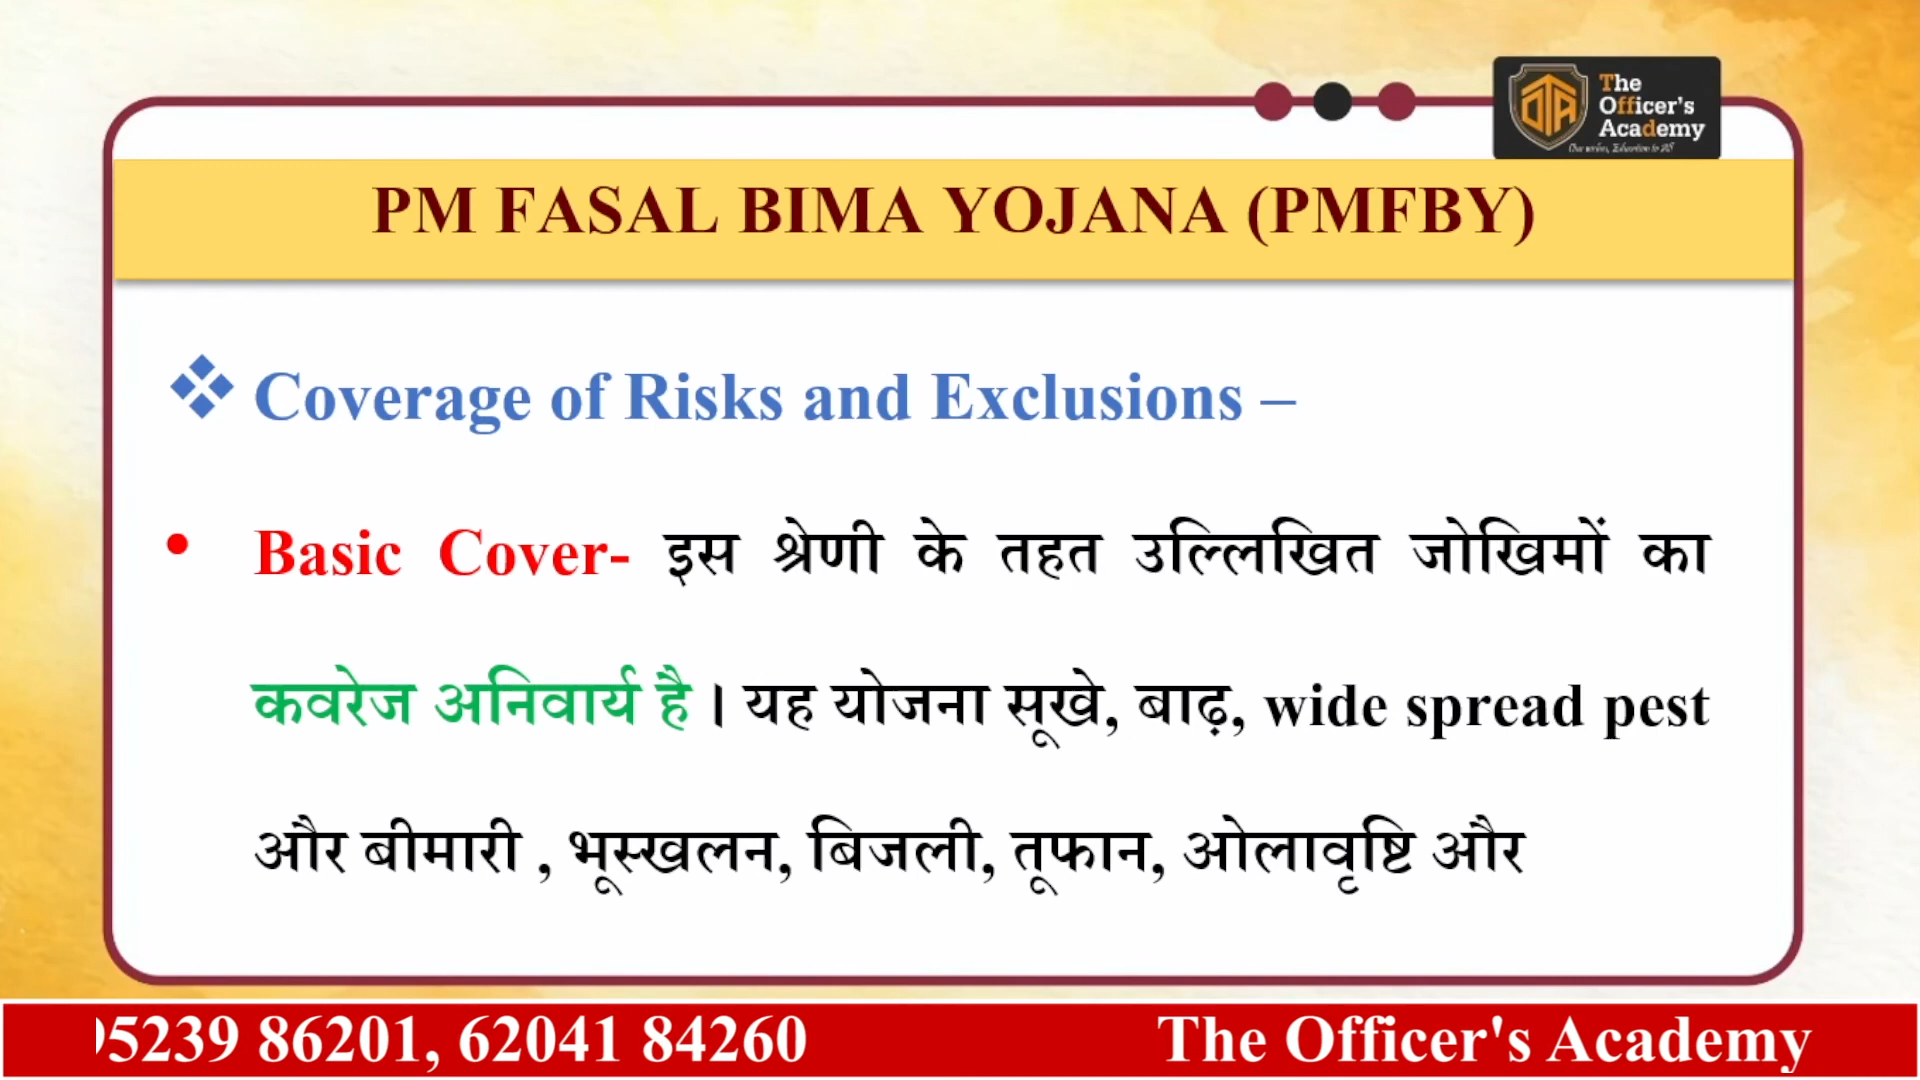 The
Officer's
Academy
PM FASAL BIMA YOJANA (PMFBY)
❖ Coverage of Risks and Exclusions –
• Basic Cover- इस श्रेणी के तहत उल्लिखित जोखिमों का
कवरेज अनिवार्य है । यह योजना सूखे, बाढ़, wide spread pest
और बीमारी , भूस्खलन, बिजली, तूफान, ओलावृष्टि और
5239 86201, 62041 84260 The Officer's Academy